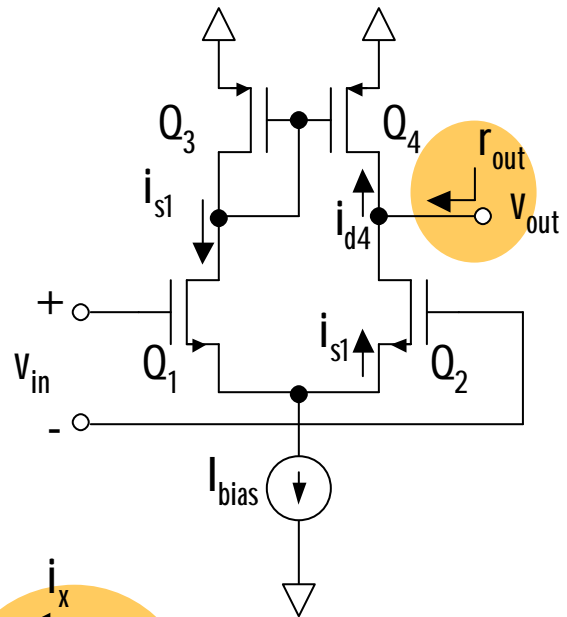 Q3 Q4
rout
is1
id4
vout
+
vin
Q1
is1
Q2
-
Ibias
ix